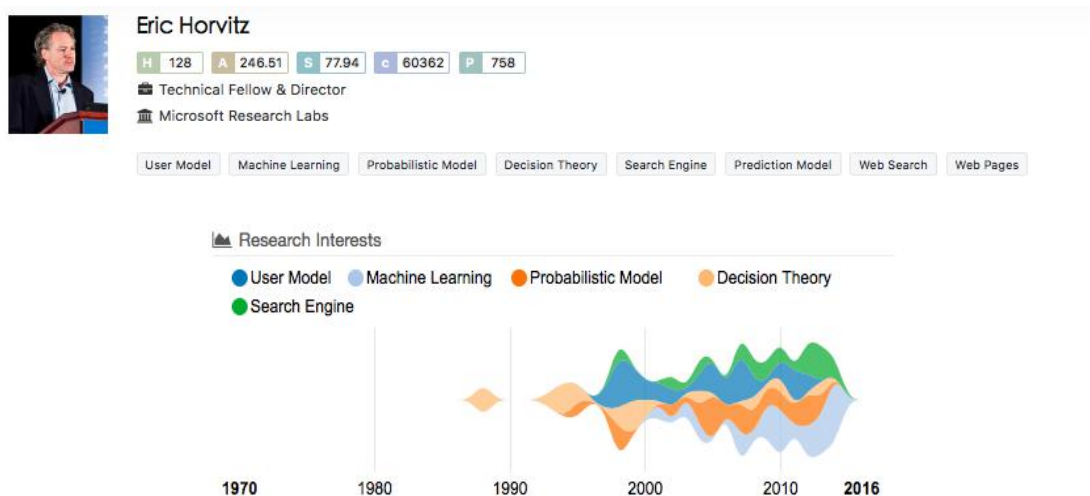 Eric Horvitz
H 128 A 246.51 S 77.94 c 60362 P 758
Technical Fellow & Director
Microsoft Research Labs
User Model Machine Learning Probabilistic Model Decision Theory Search Engine Prediction Model Web Search Web Pages
Research Interests
User Model Machine Learning Probabilistic Model Decision Theory
Search Engine
1970 1980 1990 2000 2010 2016